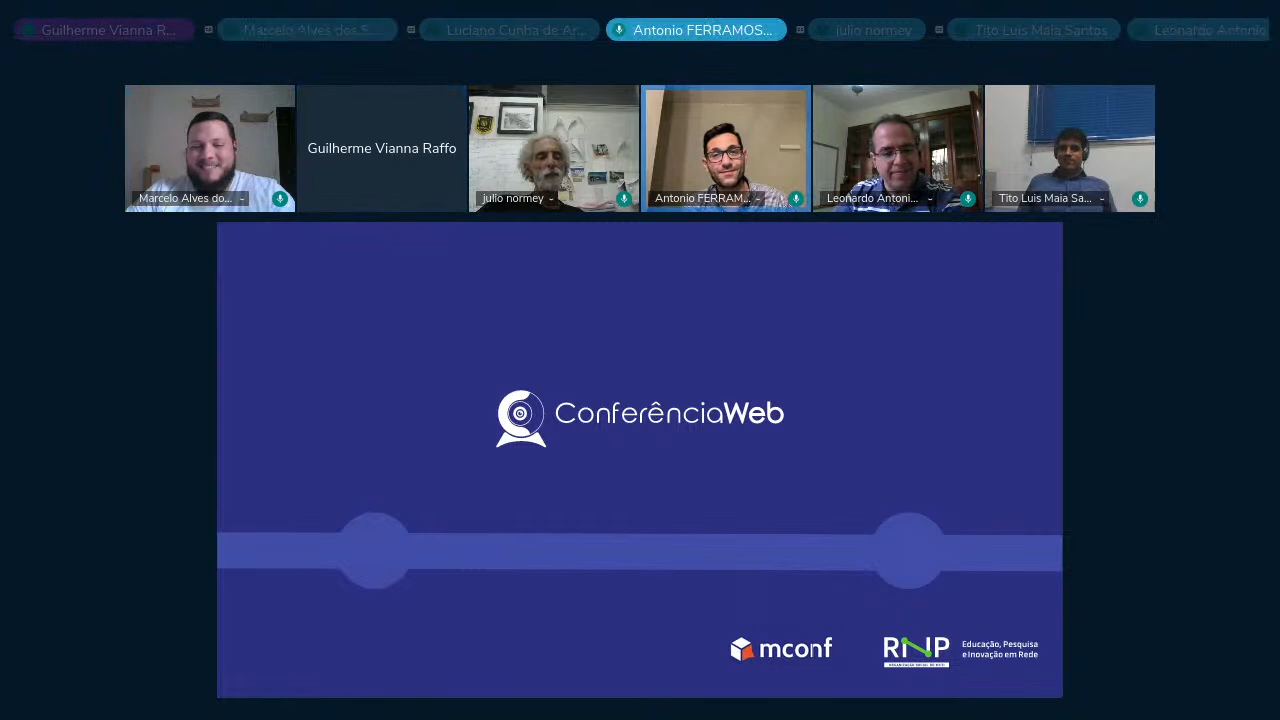 Guilherme Vianna R...
Marcelo Alves dos S...
Luciano Cunha de Ar...
Antonio FERRAMOS...
julio normey
Tito Luis Maia Santos
Leonardo Antonio
Guilherme Vianna Raffo
Marcelo Alves do...
julio normey
Antonio FERRAM...
Leonardo Antoni...
Tito Luis Maia Sa...
ConferênciaWeb
mconf
RNP
Educação, Pesquisa
e Inovação em Rede